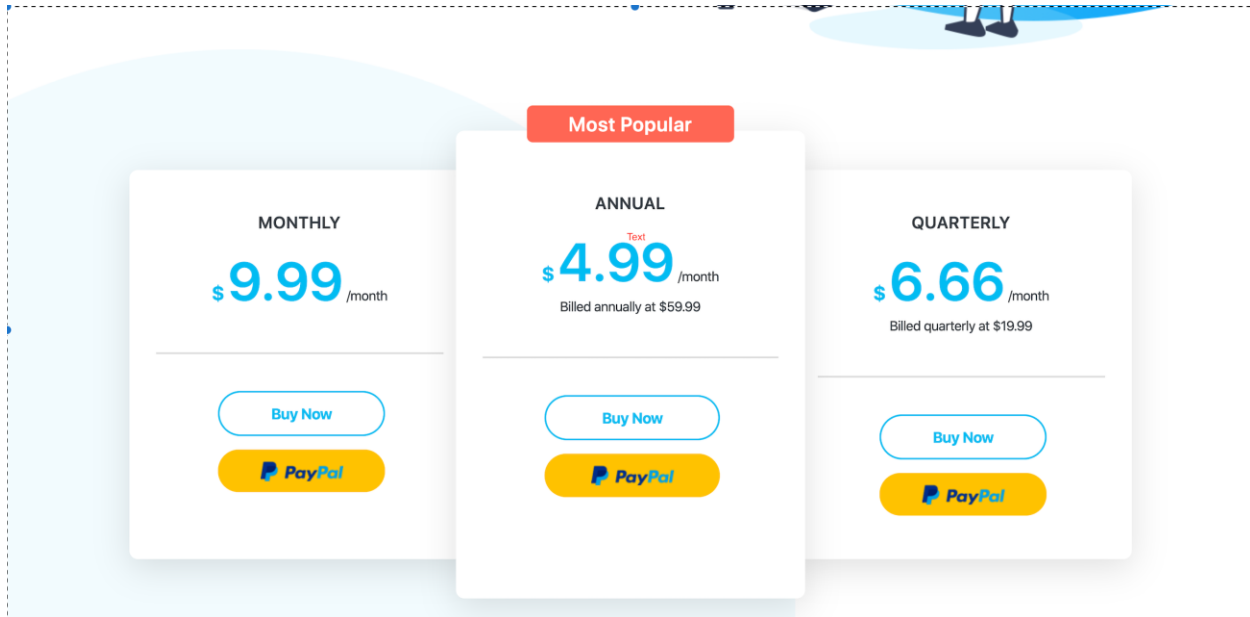 Most Popular
MONTHLY
$ 9.99 /month
Buy Now
PayPal
ANNUAL
Text
$ 4.99 /month
Billed annually at $59.99
Buy Now
PayPal
QUARTERLY
$ 6.66 /month
Billed quarterly at $19.99
Buy Now
PayPal